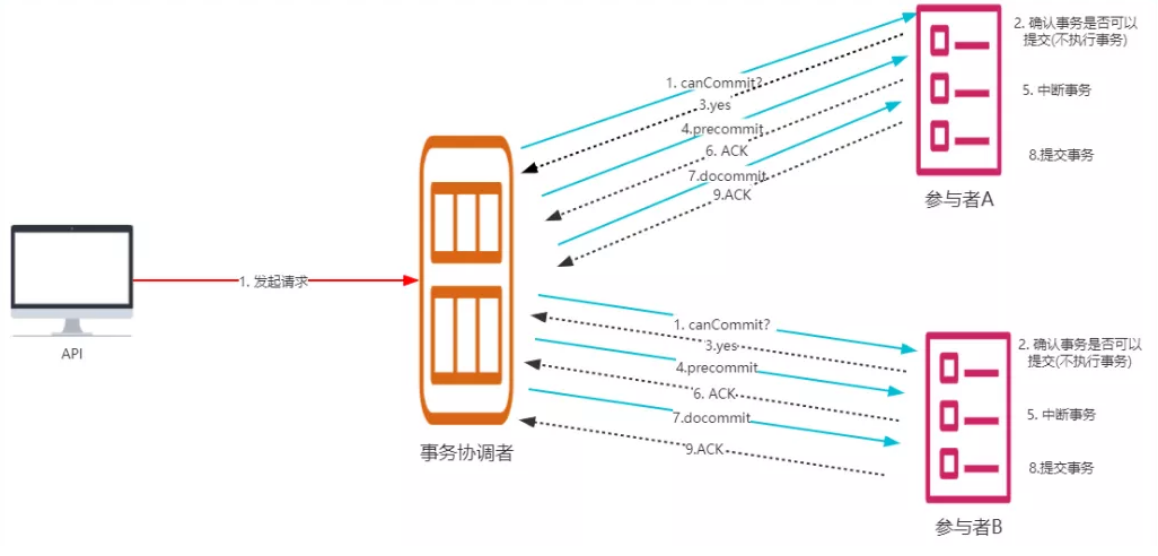 1. canCommit?
3.yes
4.precommit
6. ACK
7.docommit
9.ACK
2. 确认事务是否可以
提交(不执行事务)
5. 中断事务
8.提交事务
参与者A
1. 发起请求
API
事务协调者
1. canCommit?
3.yes
4.precommit
6. ACK
7.docommit
9.ACK
2. 确认事务是否可以
提交(不执行事务)
5. 中断事务
8.提交事务
参与者B